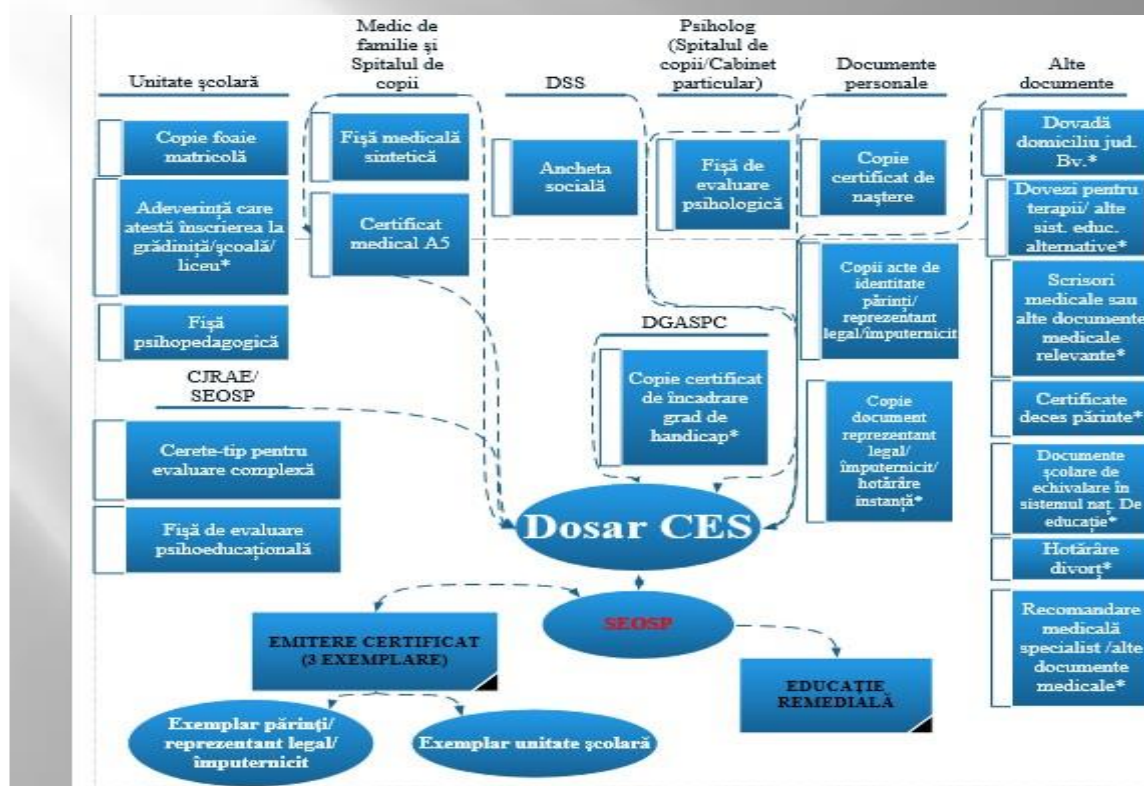 Unitate şcolară
Copie foaie
matricolă
Adeverinţă care
atestă înscrierea la
grădiniţă/şcoală/
liceu*
Fişă
psihopedagogică
CJRAE/
SEOSP
Cerete-tip pentru
evaluare complexă
Fişă de evaluare
psihoeducaţională
Medic de
familie şi
Spitalul de
copii
Fişă medicală
sintetică
Certificat
medical A5
DSS
Ancheta
socială
Psiholog
(Spitalul de
copii/Cabinet
particular)
Fişă de
evaluare
psihologică
DGASPC
Copie certificat
de încadrare
grad de
handicap*
Documente
personale
Copie
certificat de
naştere
Copii acte de
identitate
părinţi/
reprezentant
legal/împuternicit
Copie
document
reprezentant
legal/
împuternicit/
hotărâre
instanţă*
Alte
documente
Dovadă
domiciliu jud.
Bv.*
Dovezi pentru
terapii/ alte
sist. educ.
alternative*
Scrisori
medicale sau
alte documente
medicale
relevante*
Certificate
deces părinte*
Documente
şcolare de
echivalare în
sistemul naţ. De
educaţie*
Hotărâre
divorţ*
Recomandare
medicală
specialist /alte
documente
medicale*
Dosar CES
SEOSP
EMITERE CERTIFICAT
(3 EXEMPLARE)
EDUCAŢIE
REMEDIALĂ
Exemplar părinţi/
reprezentant legal/
împuternicit
Exemplar unitate şcolară